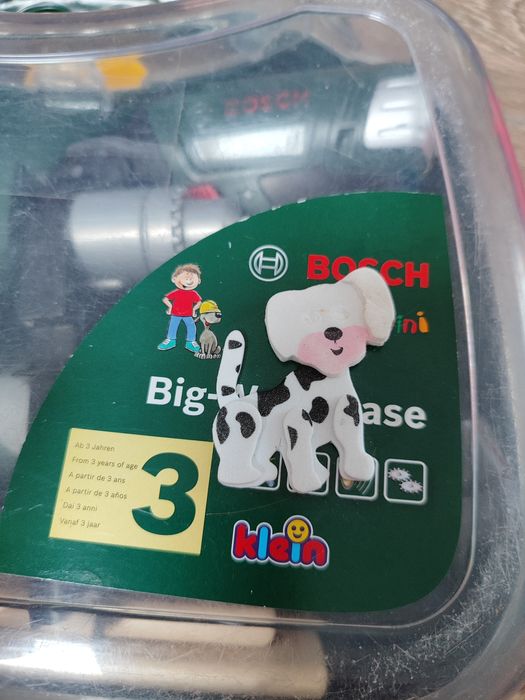 BOSCH
BOSCH
ini
Big-
ase
Ab 3 Jahren
From 3 years of age
A partir de 3 ans
A partir de 3 años
Dai 3 anni
Vanaf 3 jaar
3
klein